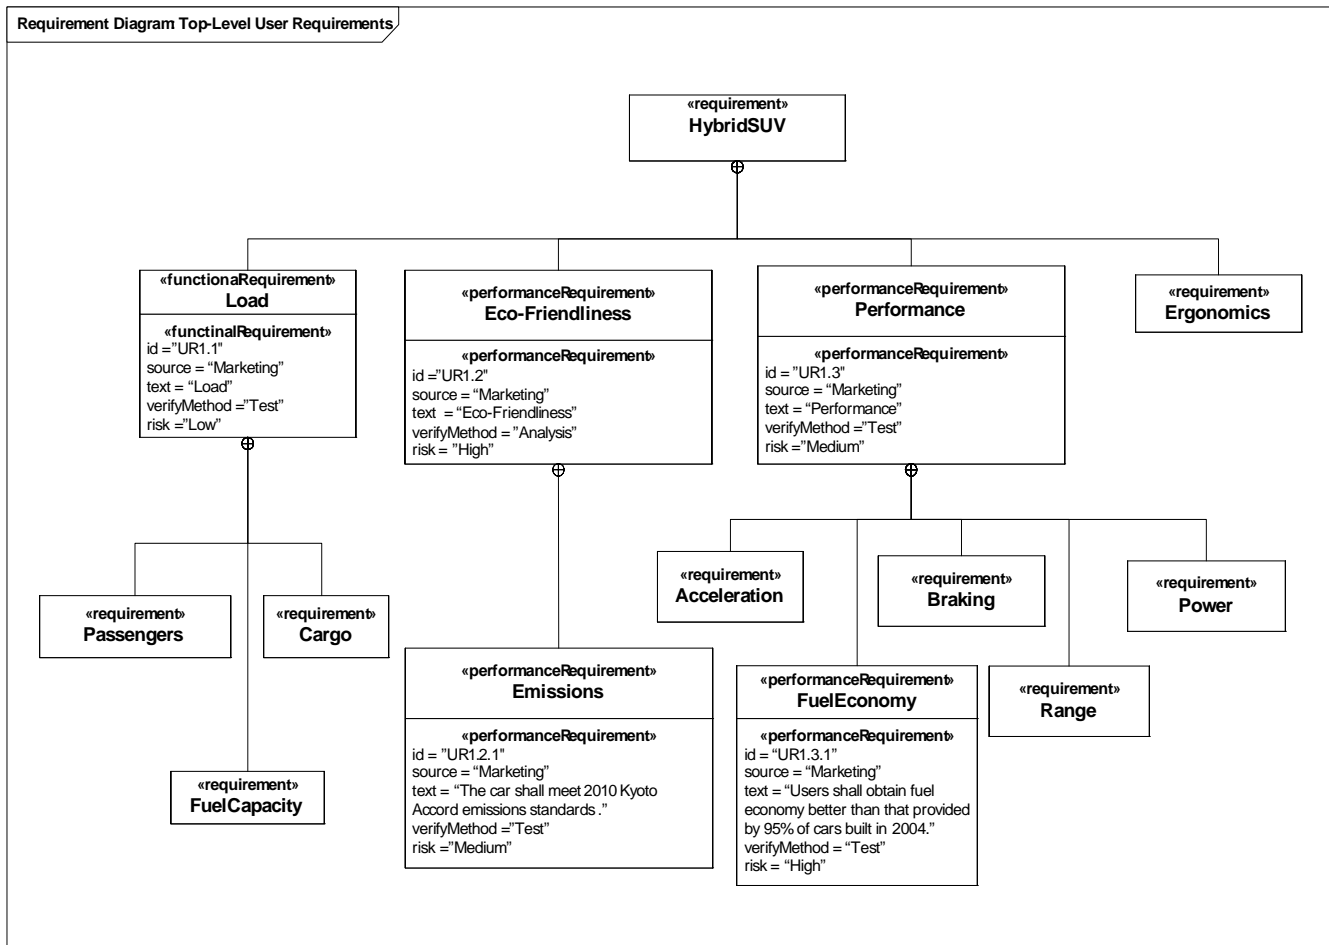 Requirement Diagram: Top-Level User Requirements
«requirement»
HybridSUV
«functionaRequirement»
Load
«functinalRequirement»
id ="UR1.1"
source = “Marketing”
text = “Load”
verifyMethod =”Test”
risk =”Low”
«performanceRequirement»
Eco-Friendliness
«performanceRequirement»
id =”UR1.2"
source = “Marketing”
text = “Eco-Friendliness”
verifyMethod = ”Analysis”
risk = ”High”
«performanceRequirement»
Performance
«performanceRequirement»
id =”UR1.3"
source = “Marketing”
text = “Performance”
verifyMethod =”Test”
risk =”Medium”
«requirement»
Ergonomics
«requirement»
Passengers
«requirement»
Cargo
«requirement»
FuelCapacity
«performanceRequirement»
Emissions
«performanceRequirement»
id = ”UR1.2.1"
source = “Marketing”
text = “The car shall meet 2010 Kyoto
Accord emissions standards .”
verifyMethod =”Test”
risk =”Medium”
«requirement»
Acceleration
«performanceRequirement»
FuelEconomy
«performanceRequirement»
id = “UR1.3.1”
source = “Marketing”
text = “Users shall obtain fuel
economy better than that provided
by 95% of cars built in 2004.”
verifyMethod = “Test”
risk = “High”
«requirement»
Braking
«requirement»
Range
«requirement»
Power